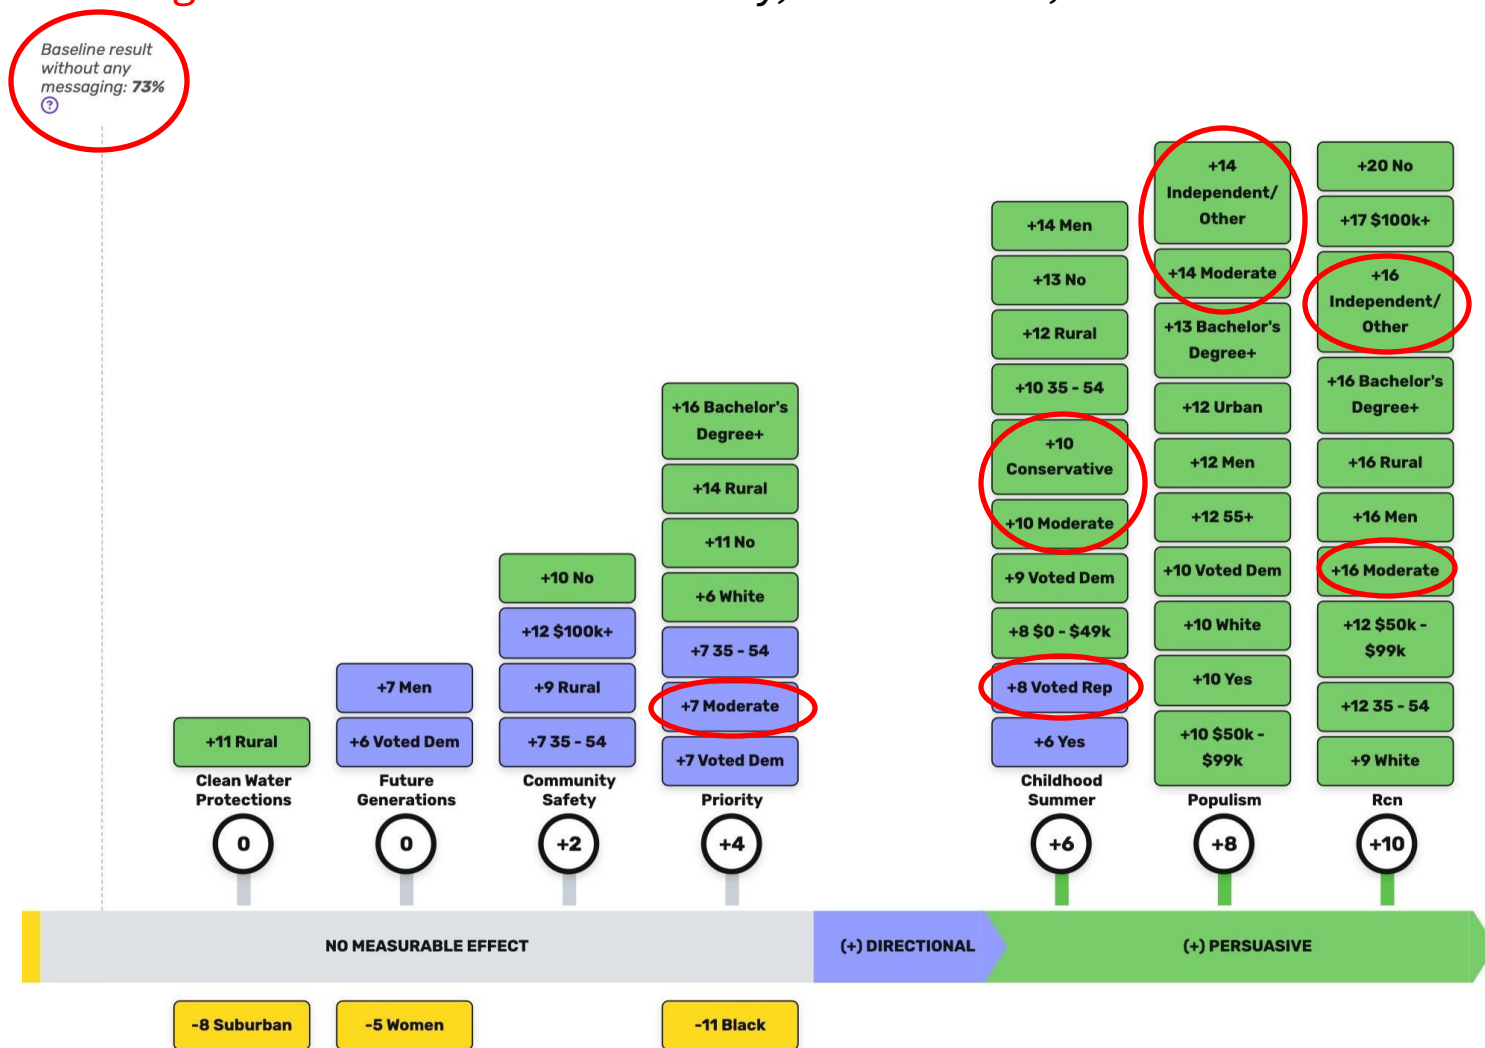 Baseline result
without any
messaging: 73%
?
+11 Rural
Clean Water
Protections
0
-8 Suburban
+7 Men
+6 Voted Dem
Future
Generations
0
-5 Women
+10 No
+12 $100k+
+9 Rural
+7 35 - 54
Community
Safety
+2
+16 Bachelor's
Degree+
+14 Rural
+11 No
+6 White
+7 35 - 54
+7 Moderate
+7 Voted Dem
Priority
+4
-11 Black
+14 Men
+13 No
+12 Rural
+10 35 - 54
+10
Conservative
+10 Moderate
+9 Voted Dem
+8 $0 - $49k
+8 Voted Rep
+6 Yes
Childhood
Summer
+6
+14
Independent/
Other
+14 Moderate
+13 Bachelor's
Degree+
+12 Urban
+12 Men
+12 55+
+10 Voted Dem
+10 White
+10 Yes
+10 $50k -
$99k
Populism
+8
+20 No
+17 $100k+
+16
Independent/
Other
+16 Bachelor's
Degree+
+16 Rural
+16 Men
+16 Moderate
+12 $50k -
$99k
+12 35 - 54
+9 White
Rcn
+10
NO MEASURABLE EFFECT
(+) DIRECTIONAL
(+) PERSUASIVE